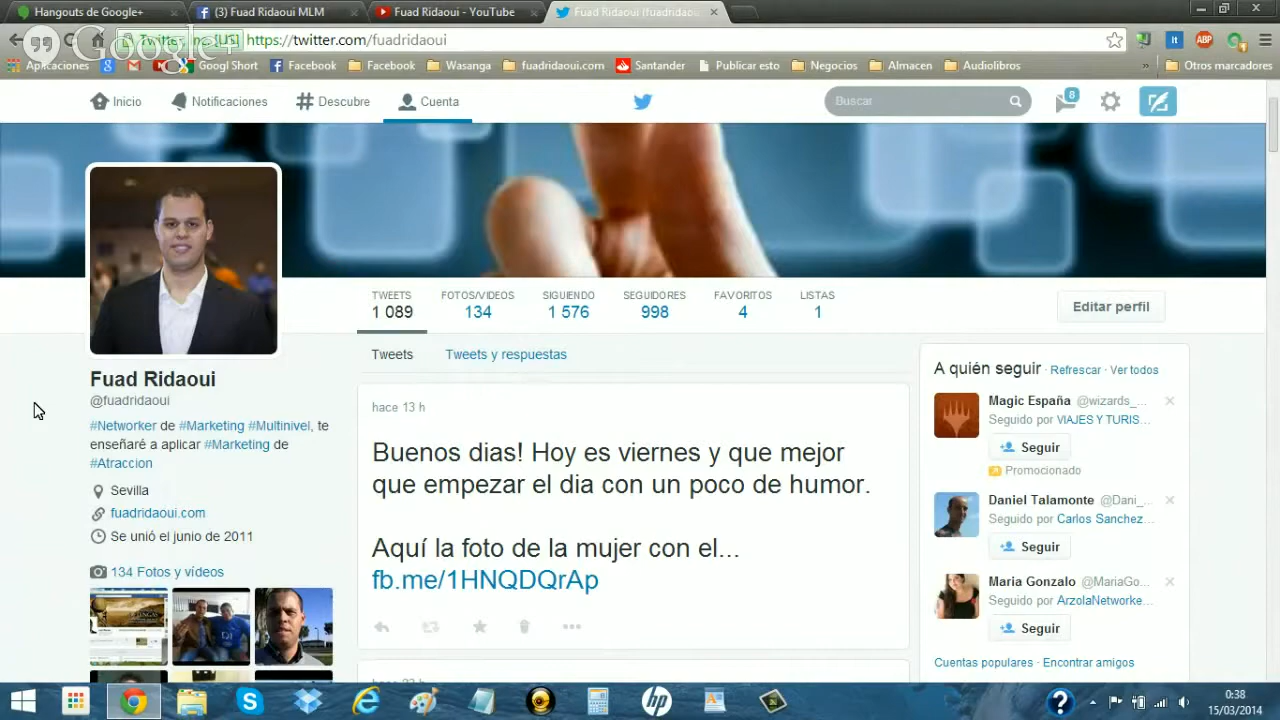 Hangouts de Google+
(3) Fuad Ridaoui MLM
Fuad Ridaoui - YouTube
Fuad Ridaoui (fuadridaou
Google+
https://twitter.com/fuadridaoui
Aplicaciones
Googl Short
Facebook
Facebook
Wasanga
fuadridaoui.com
Santander
Publicar esto
Negocios
Almacen
Audiolibros
»
Otros marcadores
Inicio
Notificaciones
Descubre
Cuenta
Buscar
8
TWEETS
1 089
FOTOS/VIDEOS
134
SIGUIENDO
1 576
SEGUIDORES
998
FAVORITOS
4
LISTAS
1
Editar perfil
Fuad Ridaoui
@fuadridaoui
#Networker de #Marketing #Multinivel, te
enseñaré a aplicar #Marketing de
#Atraccion
Sevilla
fuadridaoui.com
Se unió el junio de 2011
134 Fotos y vídeos
Tweets
Tweets y respuestas
hace 13 h
Buenos dias! Hoy es viernes y que mejor
que empezar el dia con un poco de humor.
Aquí la foto de la mujer con el...
fb.me/1HNQDQrAp
A quién seguir · Refrescar · Ver todos
Magic España @wizards_...
Seguido por VIAJES Y TURIS...
Seguir
Promocionado
Daniel Talamonte @Dani_...
Seguido por Carlos Sanchez...
Seguir
Maria Gonzalo @MariaGo...
Seguido por ArzolaNetworke...
Seguir
Cuentas populares · Encontrar amigos
0:38
15/03/2014